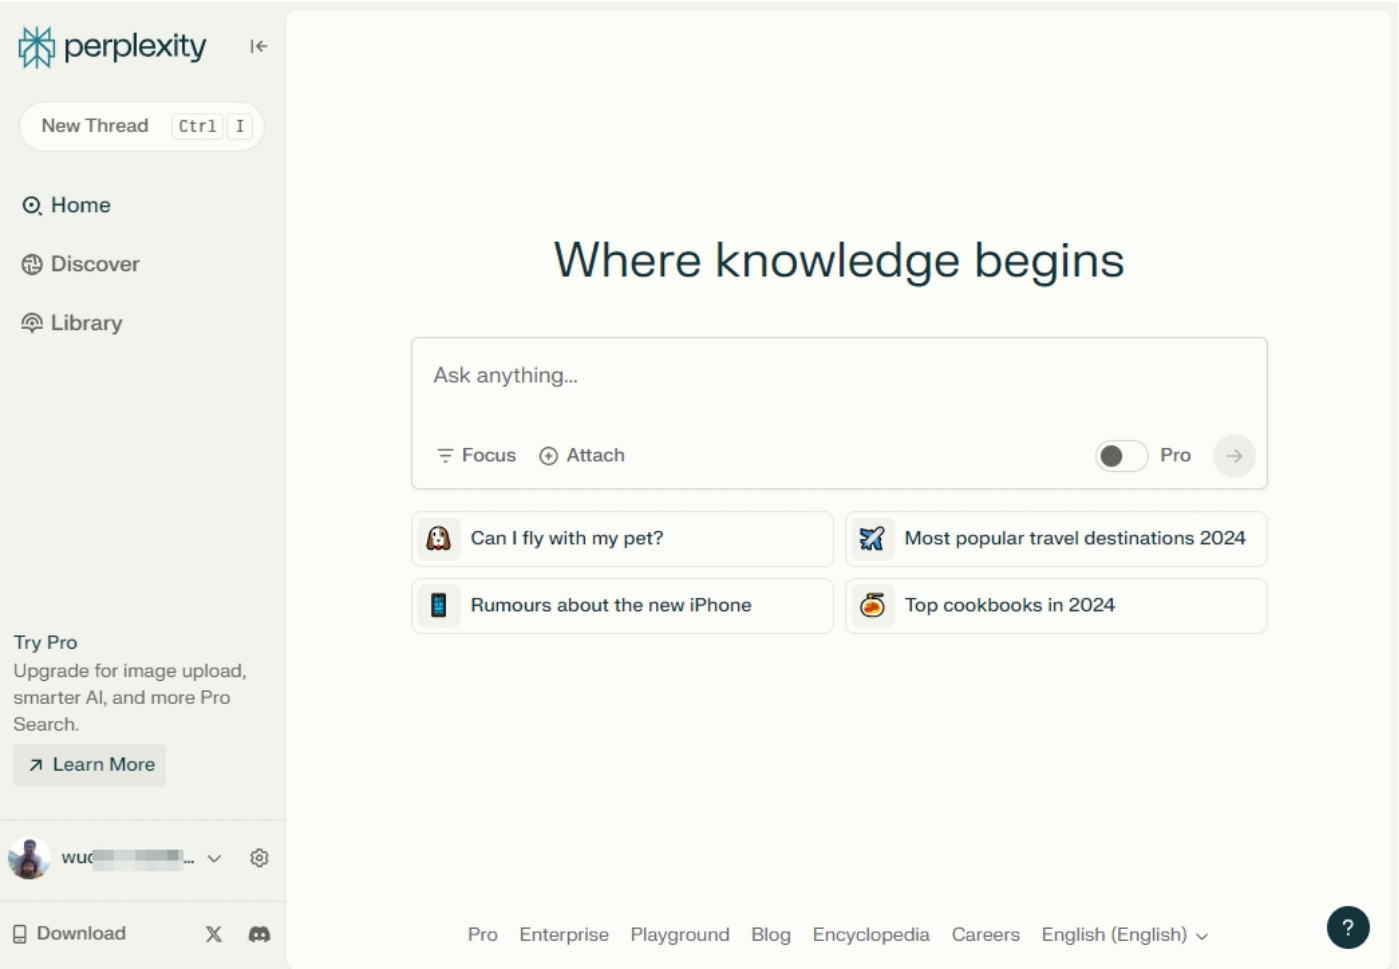 perplexity
New Thread Ctrl I
Home
Discover
Library
Where knowledge begins
Ask anything...
Focus Attach Pro
Can I fly with my pet?
Most popular travel destinations 2024
Rumours about the new iPhone
Top cookbooks in 2024
Try Pro
Upgrade for image upload,
smarter AI, and more Pro
Search.
Learn More
Download
Pro Enterprise Playground Blog Encyclopedia Careers English (English)
?